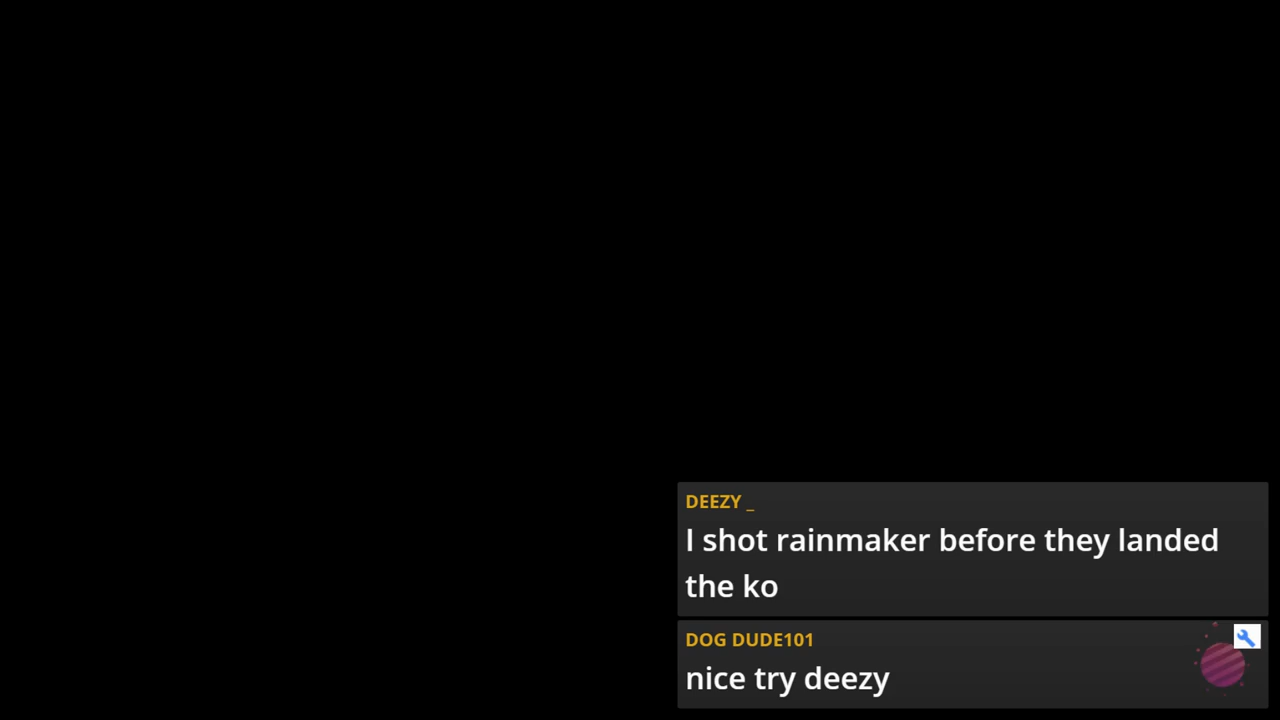 DEEZY _
I shot rainmaker before they landed
the ko
DOG DUDE101
nice try deezy